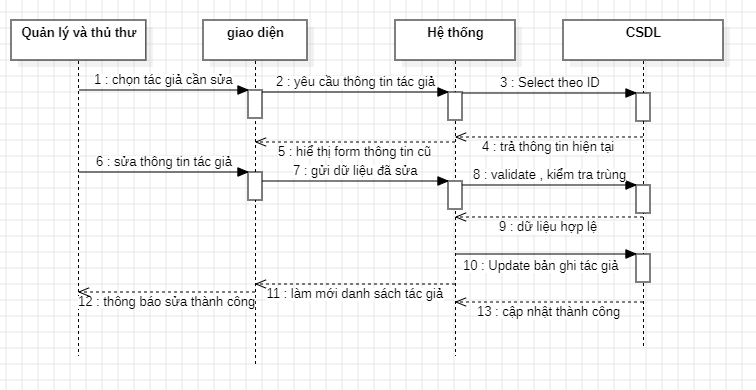 Quản lý và thủ thư
giao diện
Hệ thống
CSDL
1 : chọn tác giả cần sửa
2 : yêu cầu thông tin tác giả
3 : Select theo ID
4 : trả thông tin hiện tại
5 : hiể thị form thông tin cũ
6 : sửa thông tin tác giả
7 : gửi dữ liệu đã sửa
8 : validate , kiểm tra trùng
9 : dữ liệu hợp lệ
10 : Update bản ghi tác giả
11 : làm mới danh sách tác giả
12 : thông báo sửa thành công
13 : cập nhật thành công